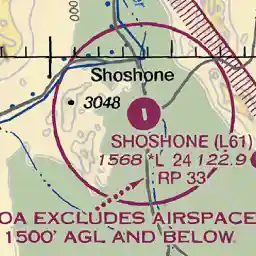 Shoshone
3048
SHOSHONE (L61)
1568 *L 24 122.9
RP 33
OA EXCLUDES AIRSPACE
1500' AGL AND BELOW.